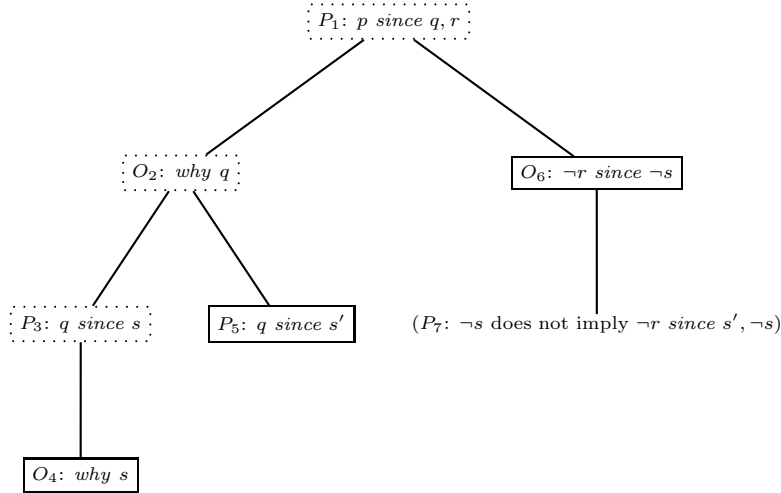 P₁: p since q, r
O₂: why q
O₆: ¬r since ¬s
P₃: q since s
P₅: q since s′
(P₇: ¬s does not imply ¬r since s′, ¬s)
O₄: why s